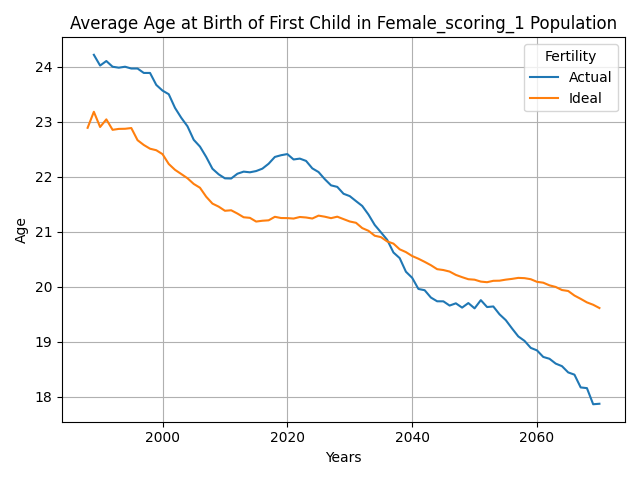 Average Age at Birth of First Child in Female_scoring_1 Population
Fertility
Actual
Ideal
Age
24
23
22
21
20
19
18
2000
2020
2040
2060
Years